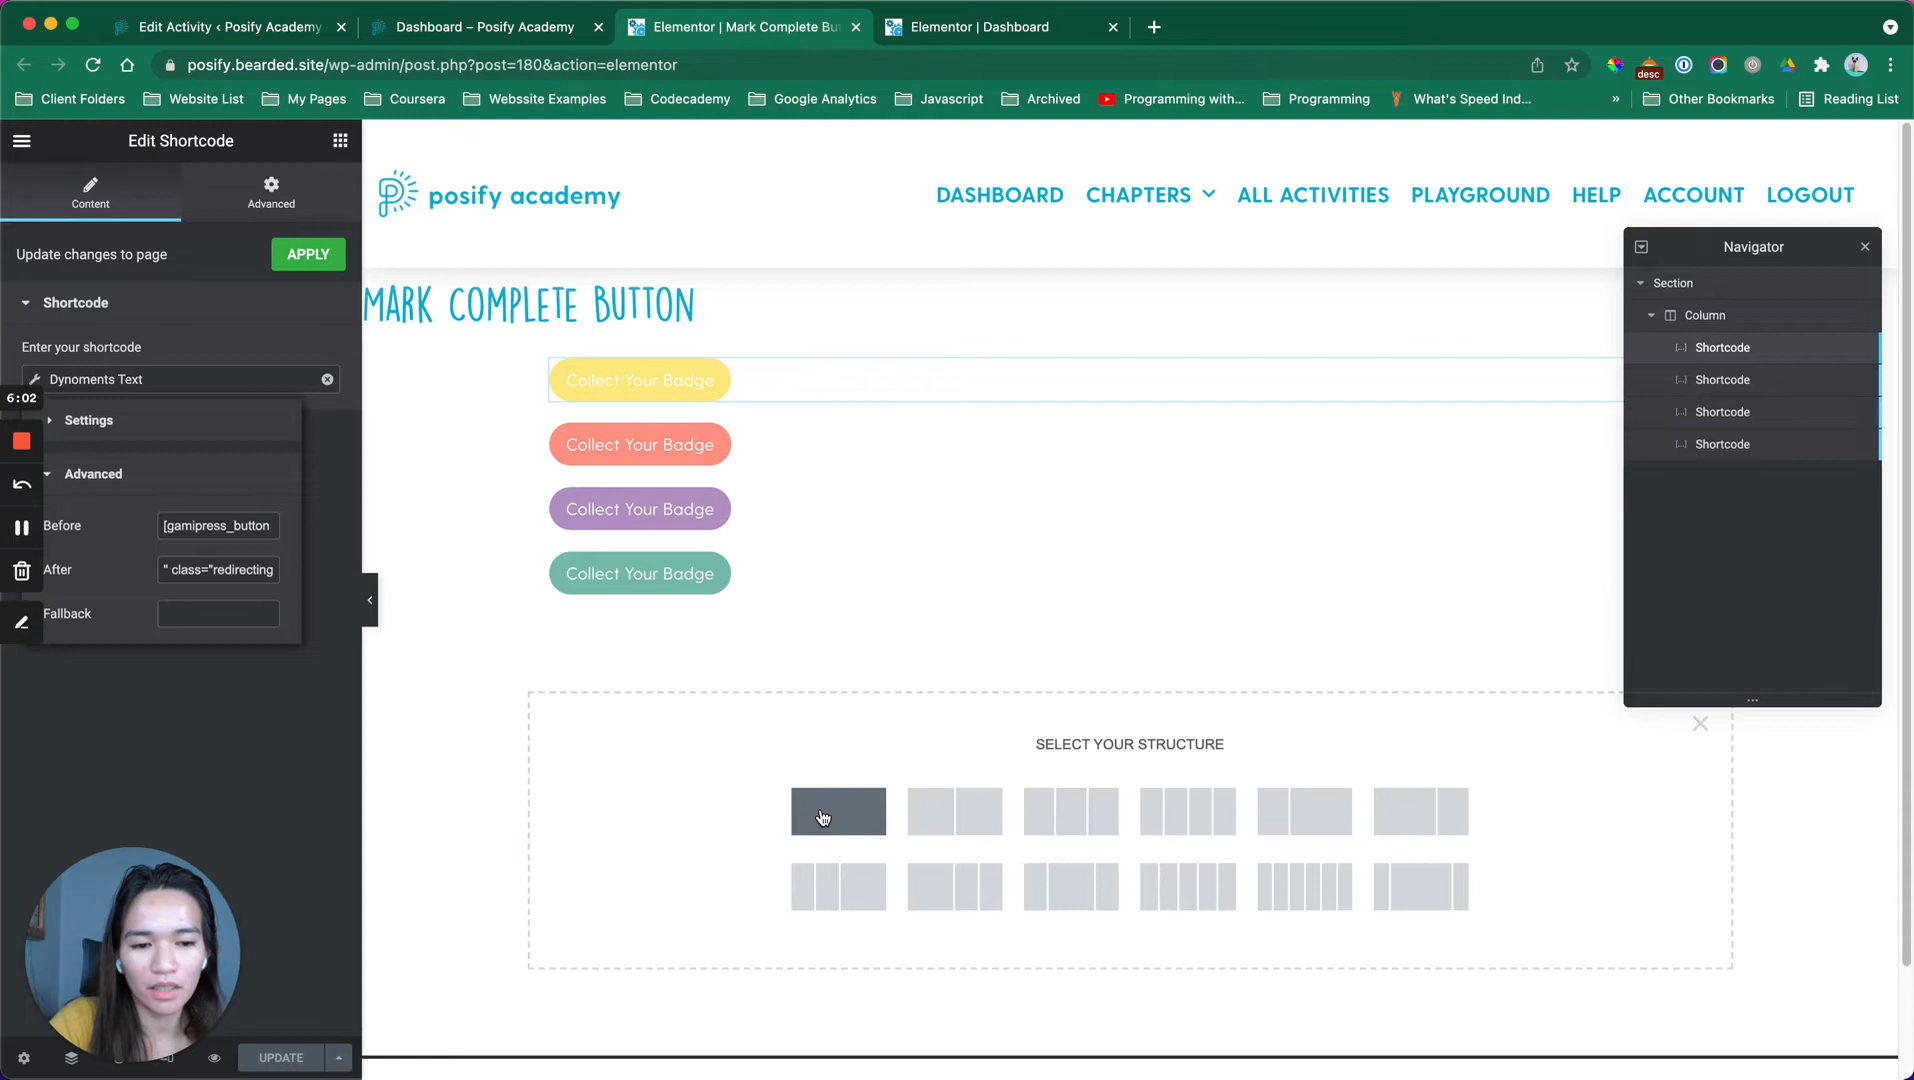 Edit Activity ‹ Posify Academy
Dashboard – Posify Academy
Elementor | Mark Complete Bu
Elementor | Dashboard
posify.bearded.site/wp-admin/post.php?post=180&action=elementor
desc
Client Folders
Website List
My Pages
Coursera
Webssite Examples
Codecademy
Google Analytics
Javascript
Archived
Programming with...
Programming
What's Speed Ind...
»
Other Bookmarks
Reading List
Edit Shortcode
Content
Advanced
Update changes to page
APPLY
Shortcode
Enter your shortcode
Dynoments Text
6:02
Settings
Advanced
Before
[gamipress_button
After
" class="redirecting
Fallback
UPDATE
posify academy
DASHBOARD
CHAPTERS
ALL ACTIVITIES
PLAYGROUND
HELP
ACCOUNT
LOGOUT
MARK COMPLETE BUTTON
Collect Your Badge
Collect Your Badge
Collect Your Badge
Collect Your Badge
SELECT YOUR STRUCTURE
Navigator
Section
Column
Shortcode
Shortcode
Shortcode
Shortcode